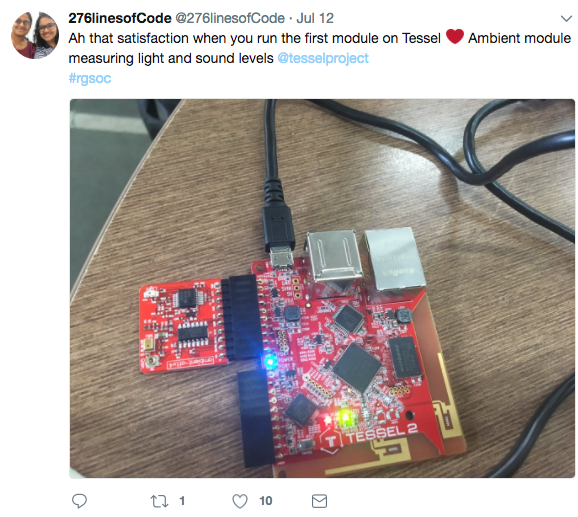 276linesofCode @276linesofCode · Jul 12
Ah that satisfaction when you run the first module on Tessel ❤ Ambient module
measuring light and sound levels @tesselproject
#rgsoc
TESSEL 2
1
10